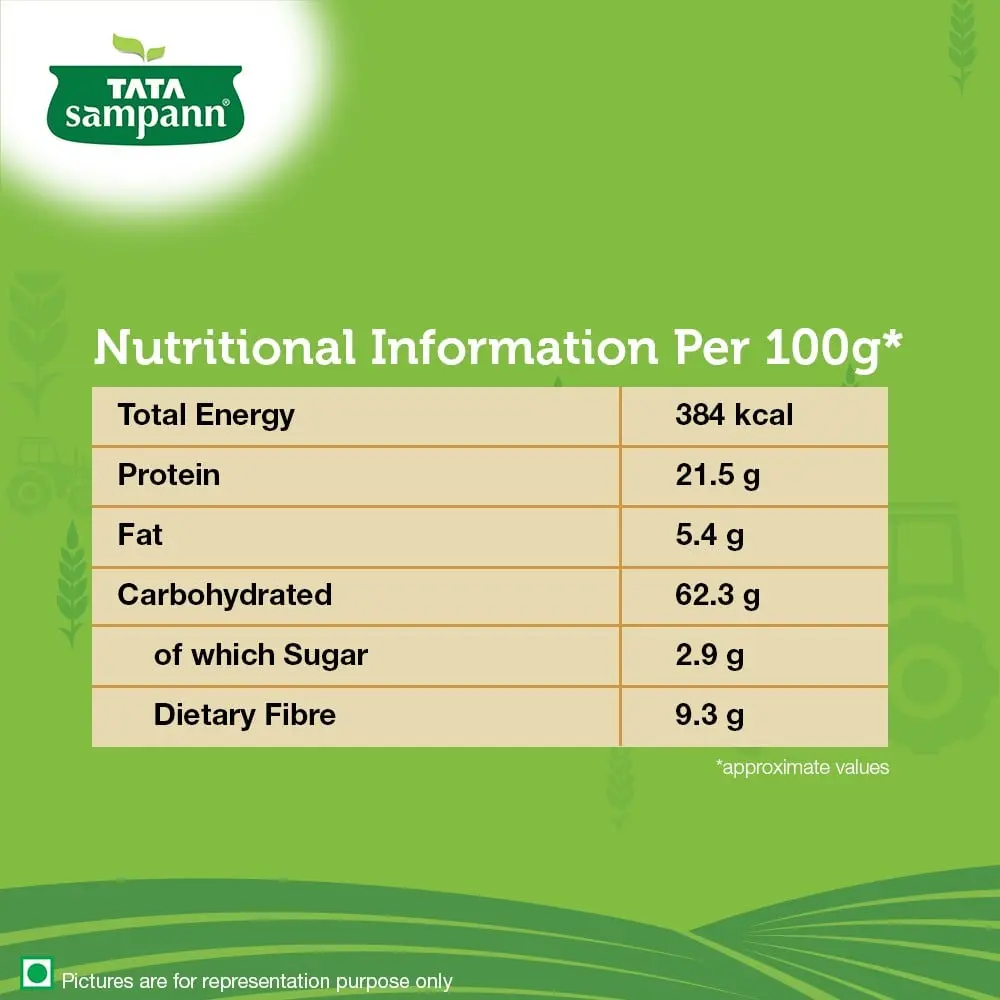 TATA
sampann®
Nutritional Information Per 100g*
Total Energy 384 kcal
Protein 21.5 g
Fat 5.4 g
Carbohydrated 62.3 g
of which Sugar 2.9 g
Dietary Fibre 9.3 g
*approximate values
Pictures are for representation purpose only